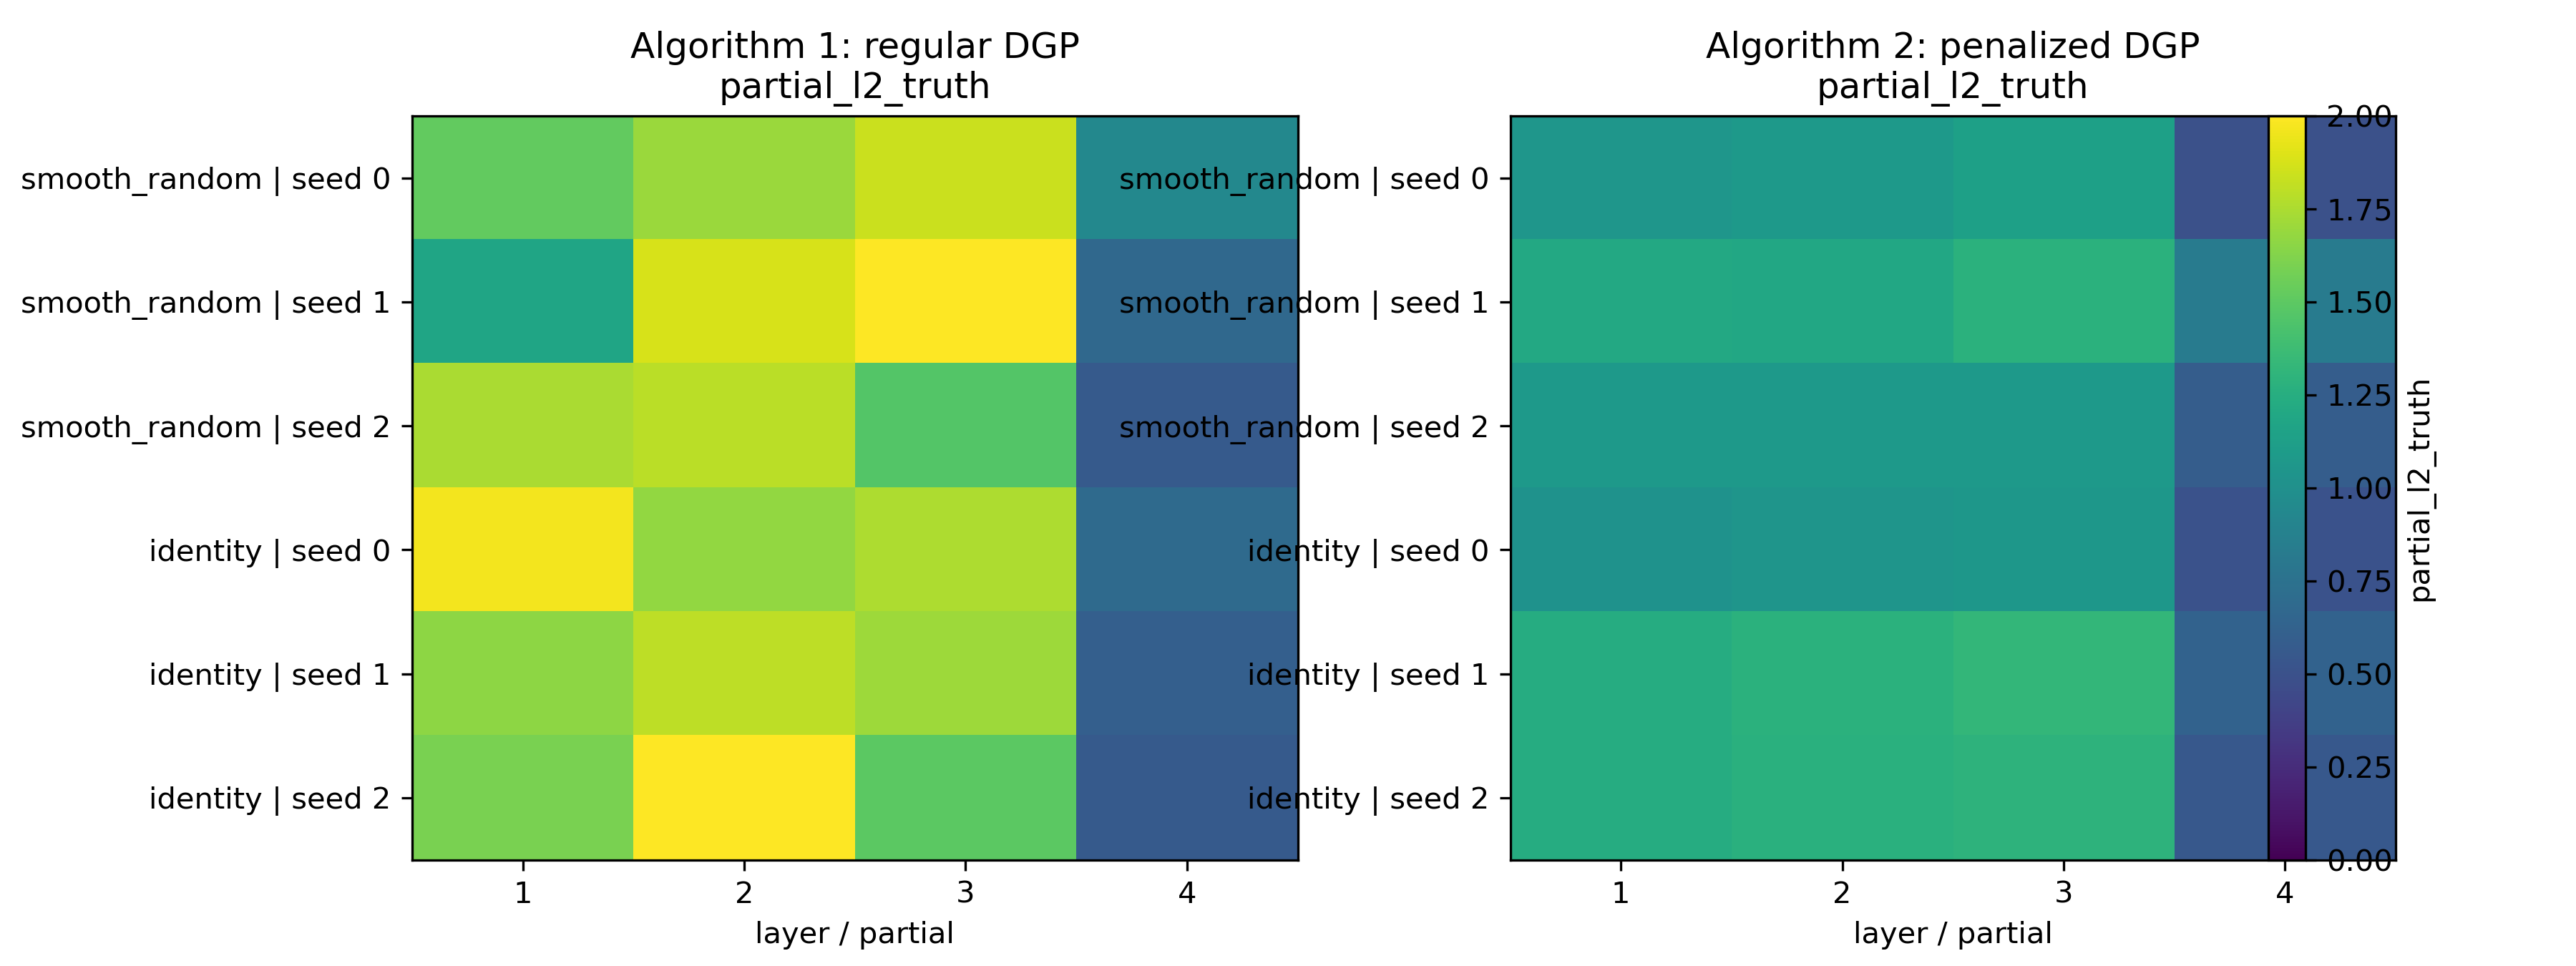 Algorithm 1: regular DGP
partial_l2_truth
smooth_random | seed 0
smooth_random | seed 1
smooth_random | seed 2
identity | seed 0
identity | seed 1
identity | seed 2
1 2 3 4
layer / partial
Algorithm 2: penalized DGP
partial_l2_truth
smooth_random | seed 0
smooth_random | seed 1
smooth_random | seed 2
identity | seed 0
identity | seed 1
identity | seed 2
1 2 3 4
layer / partial
2.00
1.75
1.50
1.25
1.00
0.75
0.50
0.25
0.00
partial_l2_truth